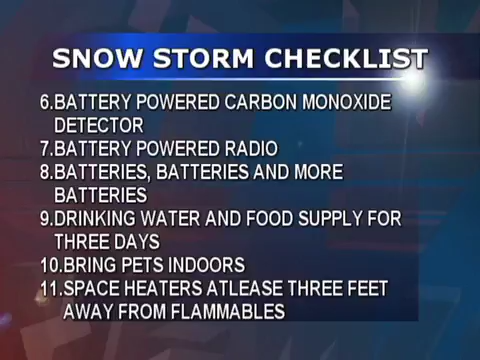 SNOW STORM CHECKLIST
6.BATTERY POWERED CARBON MONOXIDE
DETECTOR
7.BATTERY POWERED RADIO
8.BATTERIES, BATTERIES AND MORE
BATTERIES
9.DRINKING WATER AND FOOD SUPPLY FOR
THREE DAYS
10.BRING PETS INDOORS
11.SPACE HEATERS ATLEASE THREE FEET
AWAY FROM FLAMMABLES